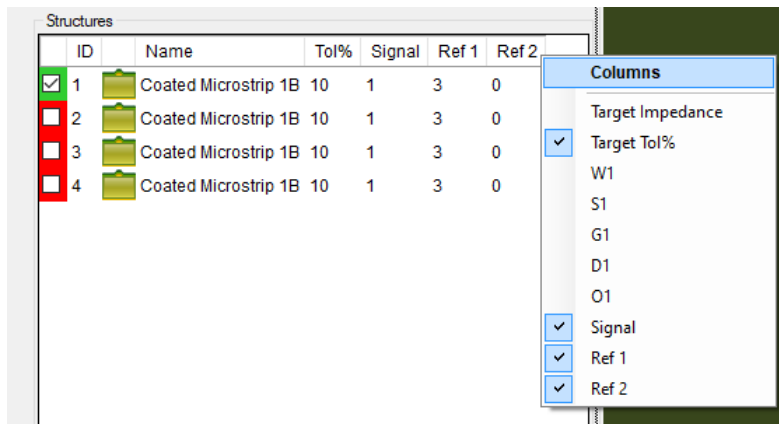 Structures
ID Name Tol% Signal Ref 1 Ref 2
1 Coated Microstrip 1B 10 1 3 0
2 Coated Microstrip 1B 10 1 3 0
3 Coated Microstrip 1B 10 1 3 0
4 Coated Microstrip 1B 10 1 3 0
Columns
Target Impedance
Target Tol%
W1
S1
G1
D1
O1
Signal
Ref 1
Ref 2